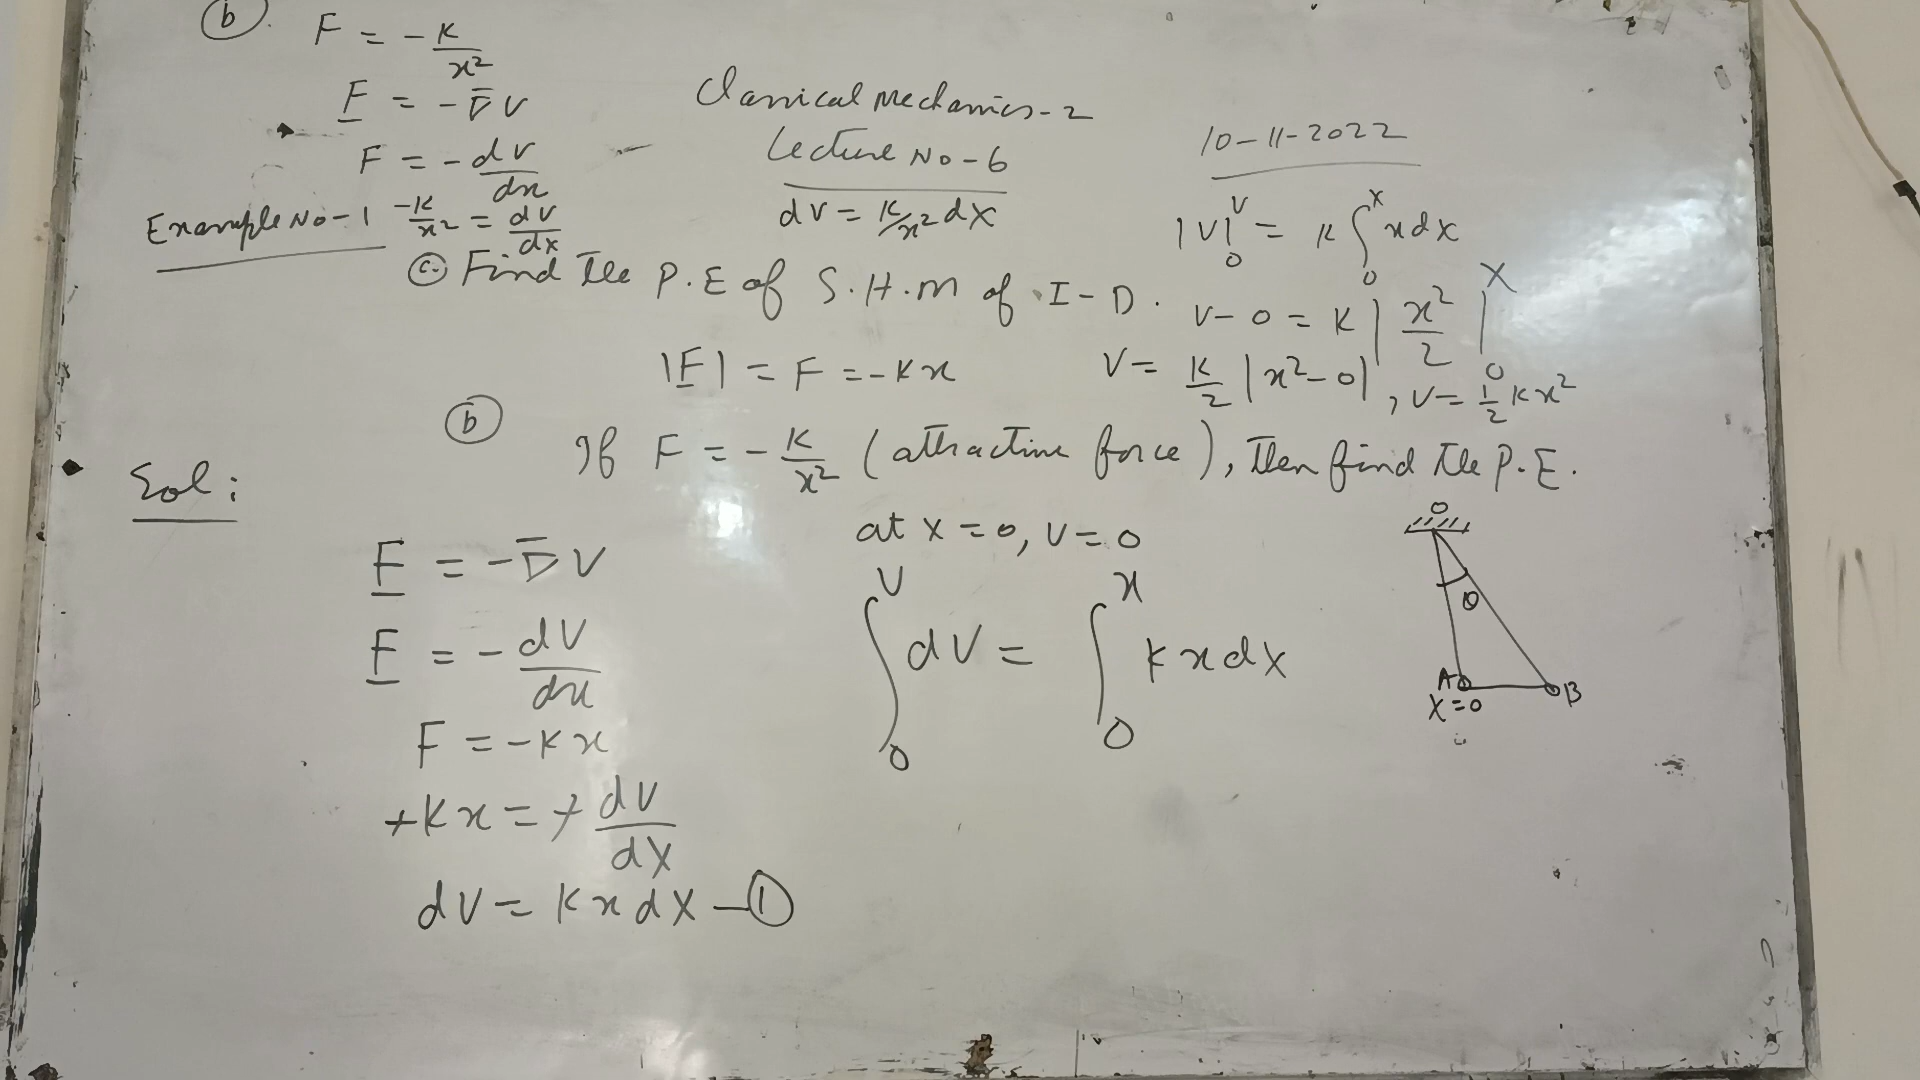 (b). F = - K/x²
F = - ∇̄ V
F = - dv/dx
Classical Mechanics-2
Lecture No-6
10-11-2022
Example No-1
-K/x² = dV/dx
dV = K/x² dX
|V|₀^V = K ∫₀^X x dX
(c.) Find the P.E of S.H.M of 1-D.
V - 0 = K | x²/2 |₀^X
|F| = F = -Kx
V = K/2 |x² - 0| , V = 1/2 Kx²
(b) If F = - K/x² (attractive force), then find the P.E.
Sol:
F = - ∇̄ V
F = - dV/dx
F = -Kx
+Kx = + dV/dX
dV = Kx dX — (1)
at X = 0, V = 0
∫₀^V dV = ∫₀^x Kx dX
O
θ
A
B
X = 0